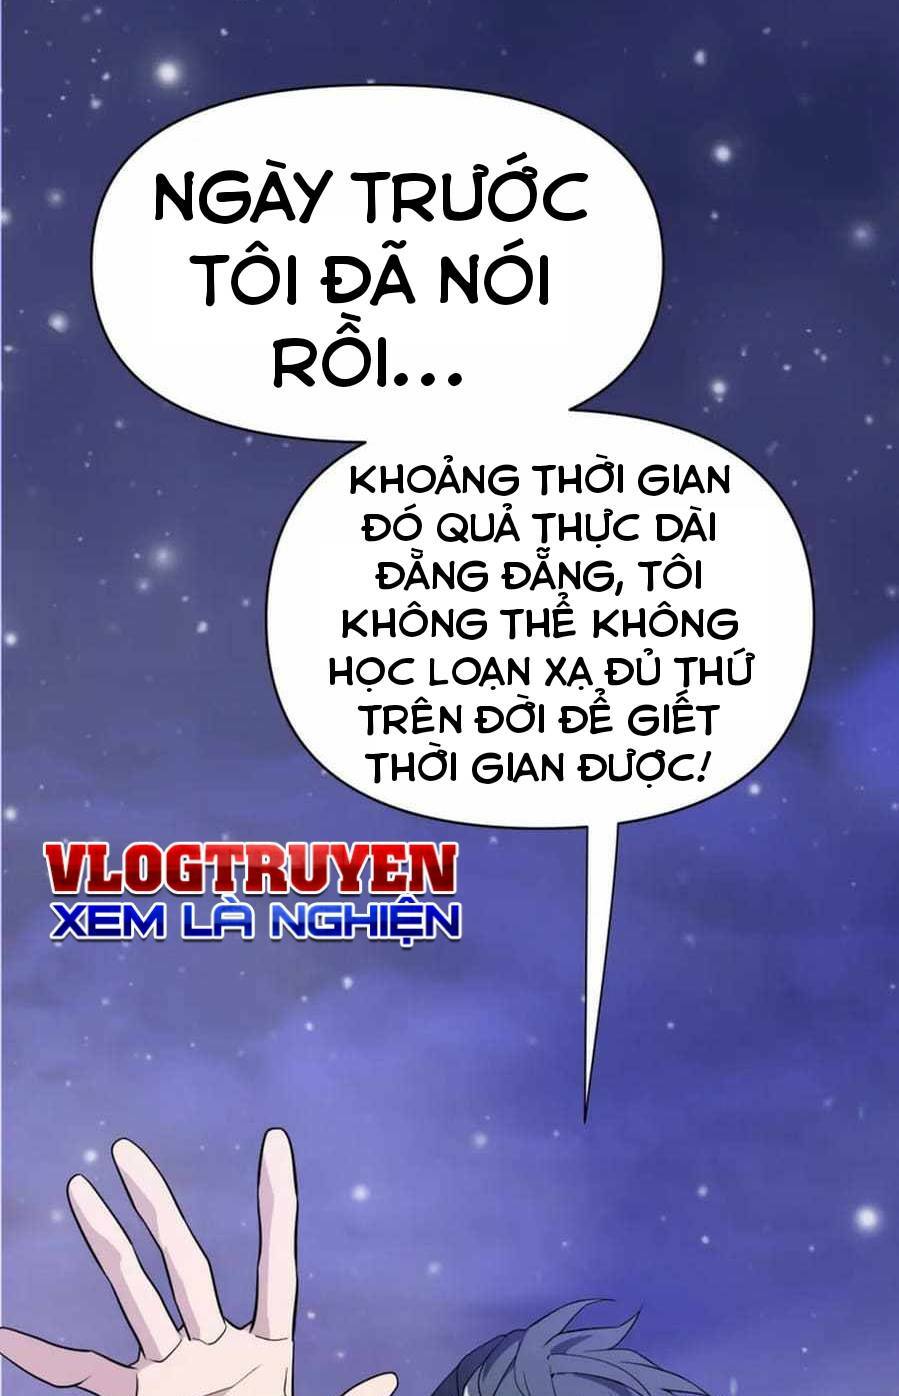 NGÀY TRƯỚC
TÔI ĐÃ NÓI
RỒI...
KHOẢNG THỜI GIAN
ĐÓ QUẢ THỰC DÀI
ĐẰNG ĐẴNG, TÔI
KHÔNG THỂ KHÔNG
HỌC LOẠN XẠ ĐỦ THỨ
TRÊN ĐỜI ĐỂ GIẾT
THỜI GIAN ĐƯỢC!
VLOGTRUYEN
XEM LÀ NGHIỆN